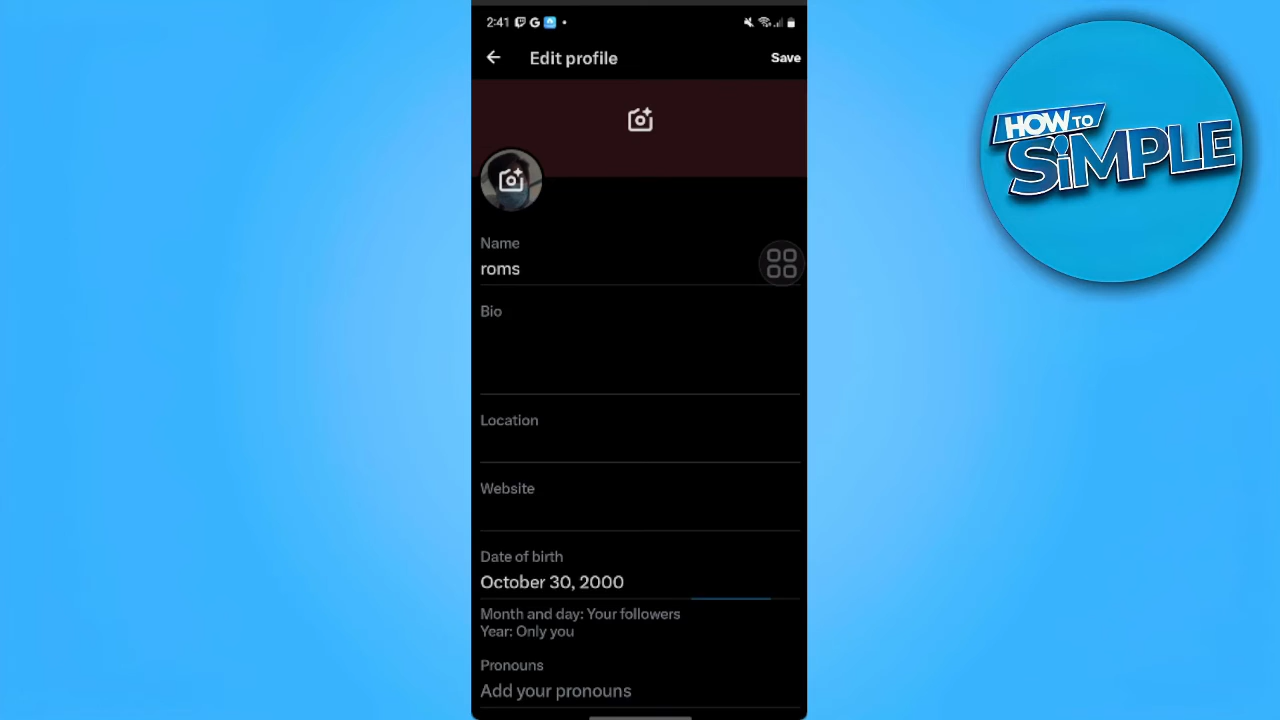 2:41
Edit profile
Save
HOW TO
SiMPLE
Name
roms
Bio
Location
Website
Date of birth
October 30, 2000
Month and day: Your followers
Year: Only you
Pronouns
Add your pronouns